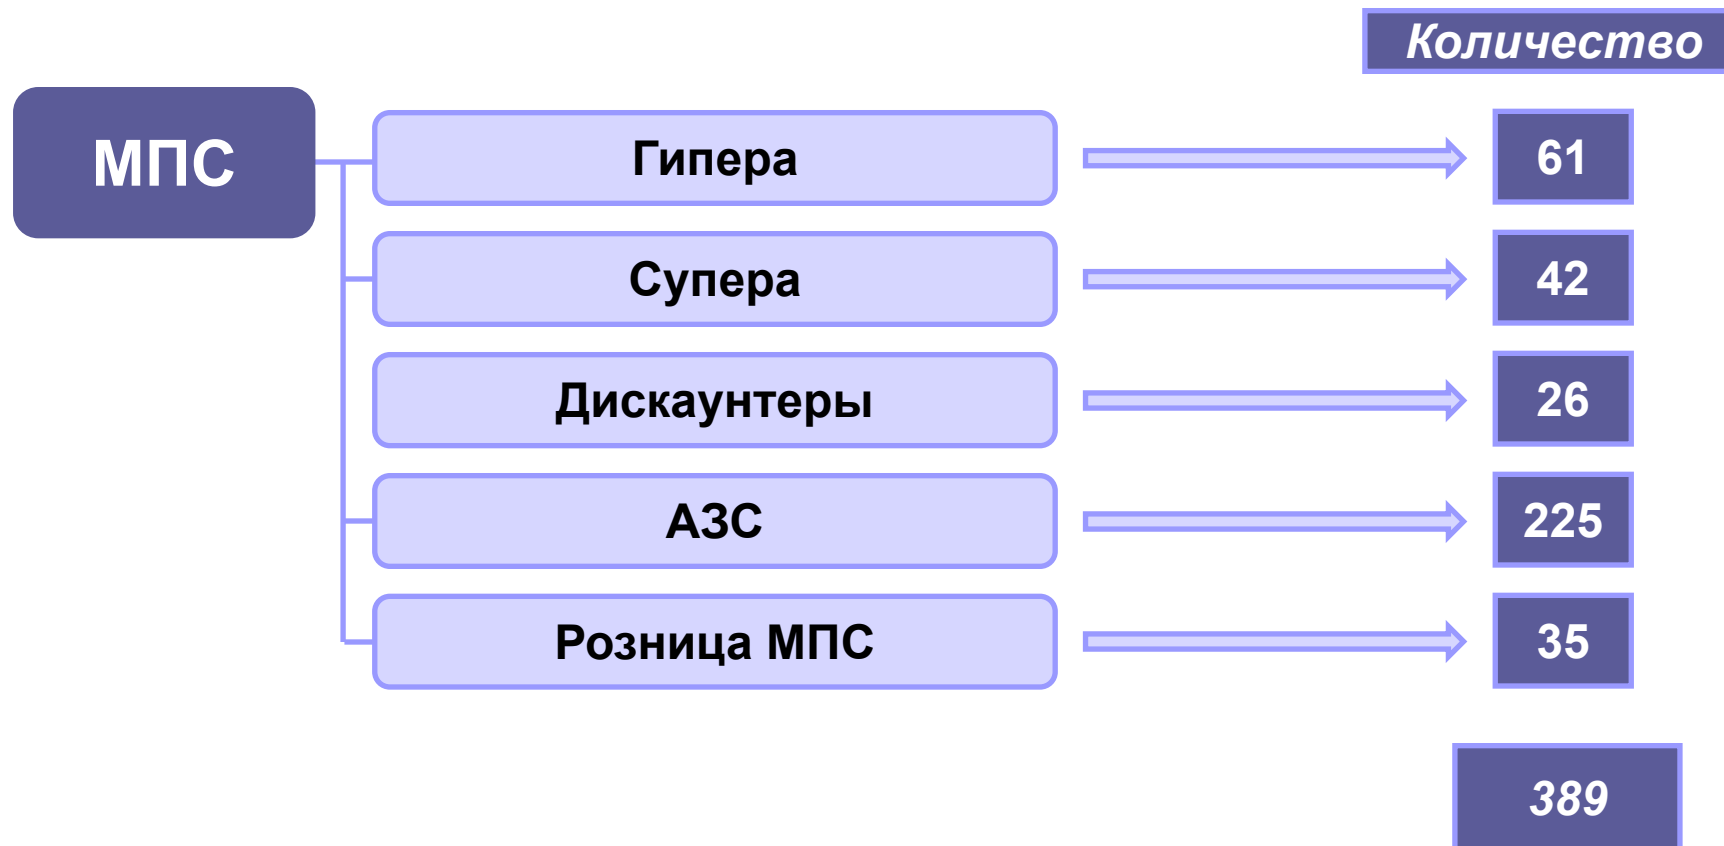 Количество
МПС
Гипера
61
Супера
42
Дискаунтеры
26
АЗС
225
Розница МПС
35
389